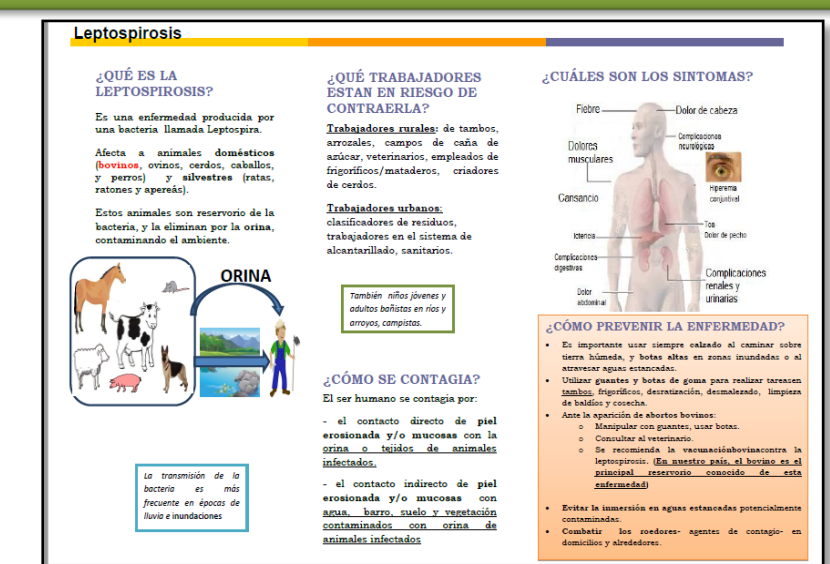 Leptospirosis
¿QUÉ ES LA
LEPTOSPIROSIS?
Es una enfermedad producida por
una bacteria llamada Leptospira.
Afecta a animales domésticos
(bovinos, ovinos, cerdos, caballos,
y perros) y silvestres (ratas,
ratones y apereás).
Estos animales son reservorio de la
bacteria, y la eliminan por la orina,
contaminando el ambiente.
ORINA
La transmisión de la
bacteria es más
frecuente en épocas de
lluvia e inundaciones
¿QUÉ TRABAJADORES
ESTAN EN RIESGO DE
CONTRAERLA?
Trabajadores rurales: de tambos,
arrozales, campos de caña de
azúcar, veterinarios, empleados de
frigoríficos/mataderos, criadores
de cerdos.
Trabajadores urbanos:
clasificadores de residuos,
trabajadores en el sistema de
alcantarillado, sanitarios.
También niños jóvenes y
adultos bañistas en ríos y
arroyos, campistas.
¿CÓMO SE CONTAGIA?
El ser humano se contagia por:
- el contacto directo de piel
erosionada y/o mucosas con la
orina o tejidos de animales
infectados.
- el contacto indirecto de piel
erosionada y/o mucosas con
agua, barro, suelo y vegetación
contaminados con orina de
animales infectados
¿CUÁLES SON LOS SINTOMAS?
Fiebre
Dolor de cabeza
Complicaciones
neurológicas
Dolores
musculares
Hiperemia
conjuntival
Cansancio
Tos
Dolor de pecho
Ictericia
Complicaciones
digestivas
Complicaciones
renales y
urinarias
Dolor
abdominal
¿CÓMO PREVENIR LA ENFERMEDAD?
• Es importante usar siempre calzado al caminar sobre
tierra húmeda, y botas altas en zonas inundadas o al
atravesar aguas estancadas.
• Utilizar guantes y botas de goma para realizar tareasen
tambos, frigoríficos, desratización, desmalezado, limpieza
de baldíos y cosecha.
• Ante la aparición de abortos bovinos:
o Manipular con guantes, usar botas.
o Consultar al veterinario.
o Se recomienda la vacunaciónbovinacontra la
leptospirosis. (En nuestro país, el bovino es el
principal reservorio conocido de esta
enfermedad)
• Evitar la inmersión en aguas estancadas potencialmente
contaminadas.
• Combatir los roedores- agentes de contagio- en
domicilios y alrededores.